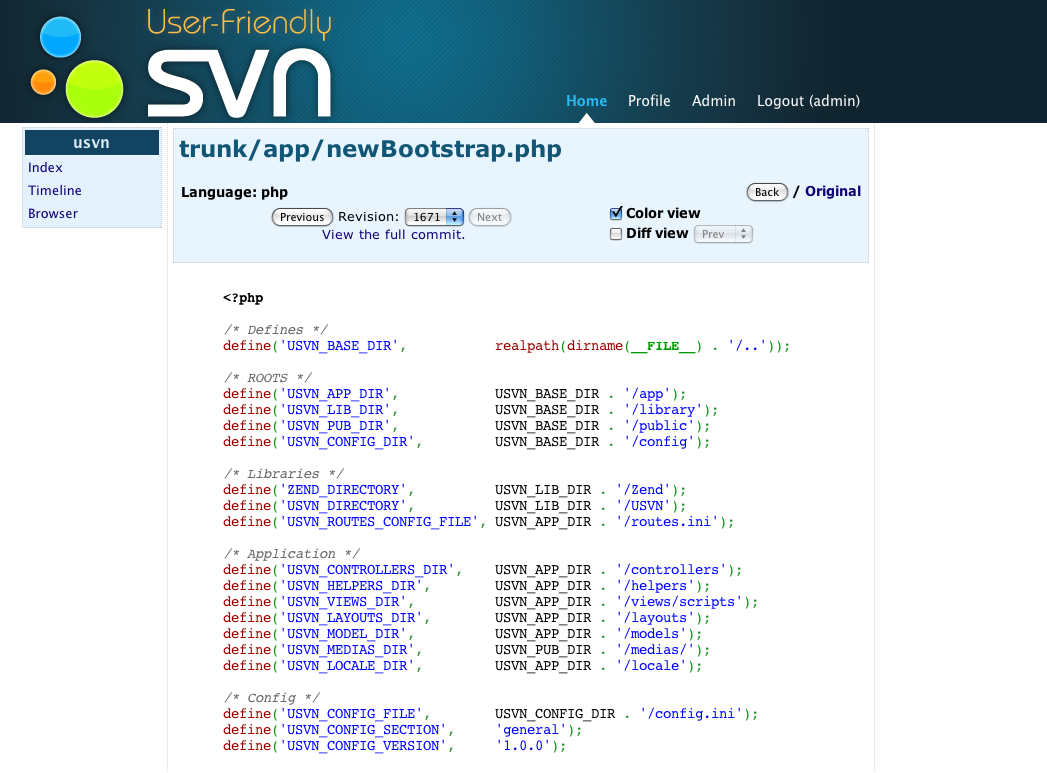 User-Friendly
svn
Home Profile Admin Logout (admin)
usvn
Index
Timeline
Browser
trunk/app/newBootstrap.php
Language: php
Back / Original
Previous Revision: 1671 Next
View the full commit.
Color view
Diff view Prev
<?php
/* Defines */
define('USVN_BASE_DIR', realpath(dirname(__FILE__) . '/..'));
/* ROOTS */
define('USVN_APP_DIR', USVN_BASE_DIR . '/app');
define('USVN_LIB_DIR', USVN_BASE_DIR . '/library');
define('USVN_PUB_DIR', USVN_BASE_DIR . '/public');
define('USVN_CONFIG_DIR', USVN_BASE_DIR . '/config');
/* Libraries */
define('ZEND_DIRECTORY', USVN_LIB_DIR . '/Zend');
define('USVN_DIRECTORY', USVN_LIB_DIR . '/USVN');
define('USVN_ROUTES_CONFIG_FILE', USVN_APP_DIR . '/routes.ini');
/* Application */
define('USVN_CONTROLLERS_DIR', USVN_APP_DIR . '/controllers');
define('USVN_HELPERS_DIR', USVN_APP_DIR . '/helpers');
define('USVN_VIEWS_DIR', USVN_APP_DIR . '/views/scripts');
define('USVN_LAYOUTS_DIR', USVN_APP_DIR . '/layouts');
define('USVN_MODEL_DIR', USVN_APP_DIR . '/models');
define('USVN_MEDIAS_DIR', USVN_PUB_DIR . '/medias/');
define('USVN_LOCALE_DIR', USVN_APP_DIR . '/locale');
/* Config */
define('USVN_CONFIG_FILE', USVN_CONFIG_DIR . '/config.ini');
define('USVN_CONFIG_SECTION', 'general');
define('USVN_CONFIG_VERSION', '1.0.0');